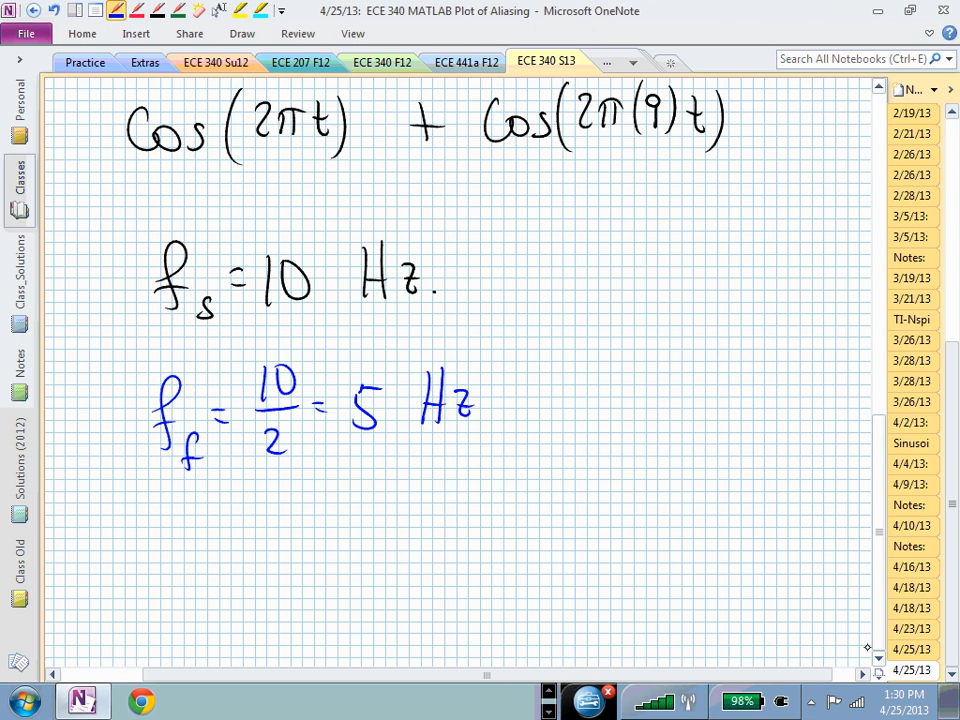 4/25/13: ECE 340 MATLAB Plot of Aliasing - Microsoft OneNote
File Home Insert Share Draw Review View
Practice Extras ECE 340 Su12 ECE 207 F12 ECE 340 F12 ECE 441a F12 ECE 340 S13 ... Search All Notebooks (Ctrl+E)
Personal
Classes
Class_Solutions
Notes
Solutions (2012)
Class Old
Cos(2πt) + Cos(2π(9)t)
f_s = 10 Hz.
f_f = 10/2 = 5 Hz
N...
2/19/13
2/21/13
2/26/13
2/26/13
2/28/13
3/5/13:
3/5/13:
Notes:
3/19/13
3/21/13
TI-Nspi
3/26/13
3/28/13
3/28/13
3/26/13
4/2/13:
Sinusoi
4/4/13:
4/9/13:
Notes:
4/10/13
Notes:
4/16/13
4/18/13
4/18/13
4/23/13
4/25/13
4/25/13
98%
1:30 PM
4/25/2013